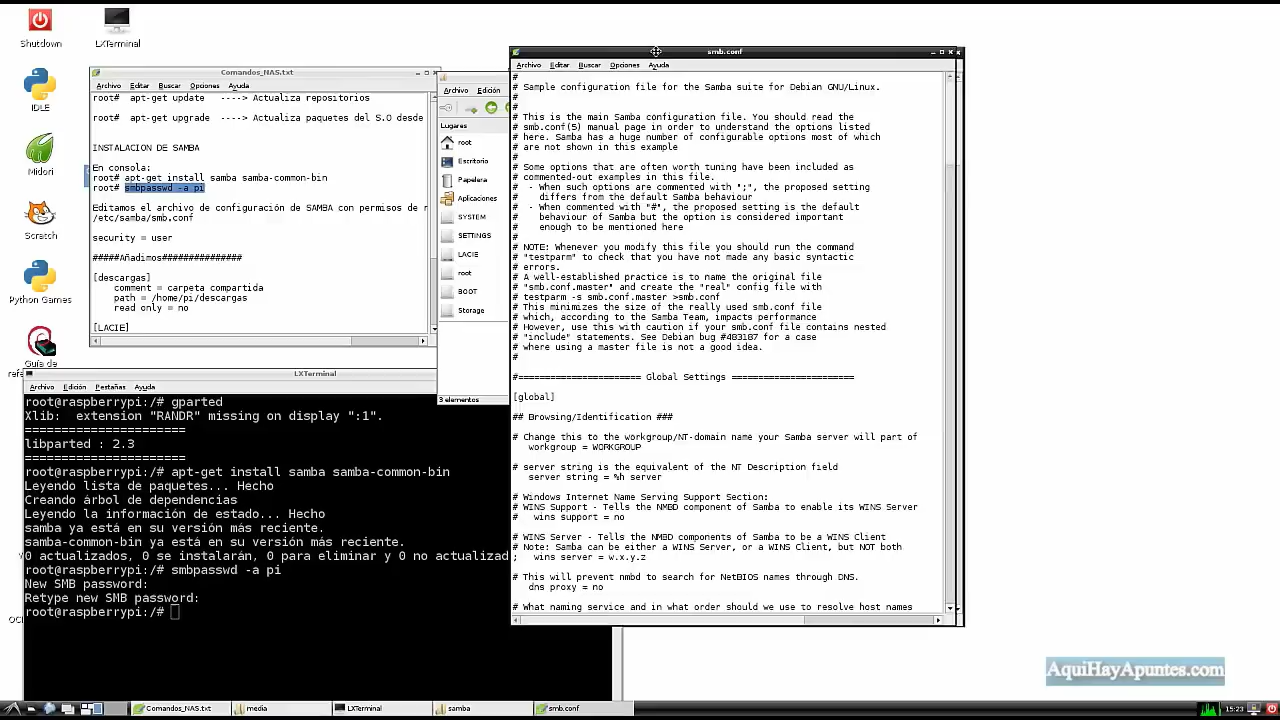 Shutdown
LXTerminal
IDLE
Midori
Scratch
Python Games
Guía de
Comandos_NAS.txt
Archivo Editar Buscar Opciones Ayuda
root#  apt-get update  ----> Actualiza repositorios
root#  apt-get upgrade  ----> Actualiza paquetes del S.O desde
INSTALACION DE SAMBA
En consola:
root# apt-get install samba samba-common-bin
root# smbpasswd -a pi
Editamos el archivo de configuración de SAMBA con permisos de r
/etc/samba/smb.conf
security = user
#####Añadimos##############
[descargas]
comment = carpeta compartida
path = /home/pi/descargas
read only = no
[LACIE]
Archivo Edición
Lugares
root
Escritorio
Papelera
Aplicaciones
SYSTEM
SETTINGS
LACIE
root
BOOT
Storage
3 elementos
LXTerminal
Archivo Edición Pestañas Ayuda
root@raspberrypi:/# gparted
Xlib:  extension "RANDR" missing on display ":1".
======================
libparted : 2.3
======================
root@raspberrypi:/# apt-get install samba samba-common-bin
Leyendo lista de paquetes... Hecho
Creando árbol de dependencias
Leyendo la información de estado... Hecho
samba ya está en su versión más reciente.
samba-common-bin ya está en su versión más reciente.
0 actualizados, 0 se instalarán, 0 para eliminar y 0 no actualizad
root@raspberrypi:/# smbpasswd -a pi
New SMB password:
Retype new SMB password:
root@raspberrypi:/#
smb.conf
Archivo Editar Buscar Opciones Ayuda
#
# Sample configuration file for the Samba suite for Debian GNU/Linux.
#
#
# This is the main Samba configuration file. You should read the
# smb.conf(5) manual page in order to understand the options listed
# here. Samba has a huge number of configurable options most of which
# are not shown in this example
#
# Some options that are often worth tuning have been included as
# commented-out examples in this file.
#  - When such options are commented with ";", the proposed setting
#    differs from the default Samba behaviour
#  - When commented with "#", the proposed setting is the default
#    behaviour of Samba but the option is considered important
#    enough to be mentioned here
#
# NOTE: Whenever you modify this file you should run the command
# "testparm" to check that you have not made any basic syntactic
# errors.
# A well-established practice is to name the original file
# "smb.conf.master" and create the "real" config file with
# testparm -s smb.conf.master >smb.conf
# This minimizes the size of the really used smb.conf file
# which, according to the Samba Team, impacts performance
# However, use this with caution if your smb.conf file contains nested
# "include" statements. See Debian bug #483187 for a case
# where using a master file is not a good idea.
#
#======================= Global Settings =======================
[global]
## Browsing/Identification ###
# Change this to the workgroup/NT-domain name your Samba server will part of
workgroup = WORKGROUP
# server string is the equivalent of the NT Description field
server string = %h server
# Windows Internet Name Serving Support Section:
# WINS Support - Tells the NMBD component of Samba to enable its WINS Server
#   wins support = no
# WINS Server - Tells the NMBD components of Samba to be a WINS Client
# Note: Samba can be either a WINS Server, or a WINS Client, but NOT both
;   wins server = w.x.y.z
# This will prevent nmbd to search for NetBIOS names through DNS.
dns proxy = no
# What naming service and in what order should we use to resolve host names
AquiHayApuntes.com
Comandos_NAS.txt
media
LXTerminal
samba
smb.conf
15:23